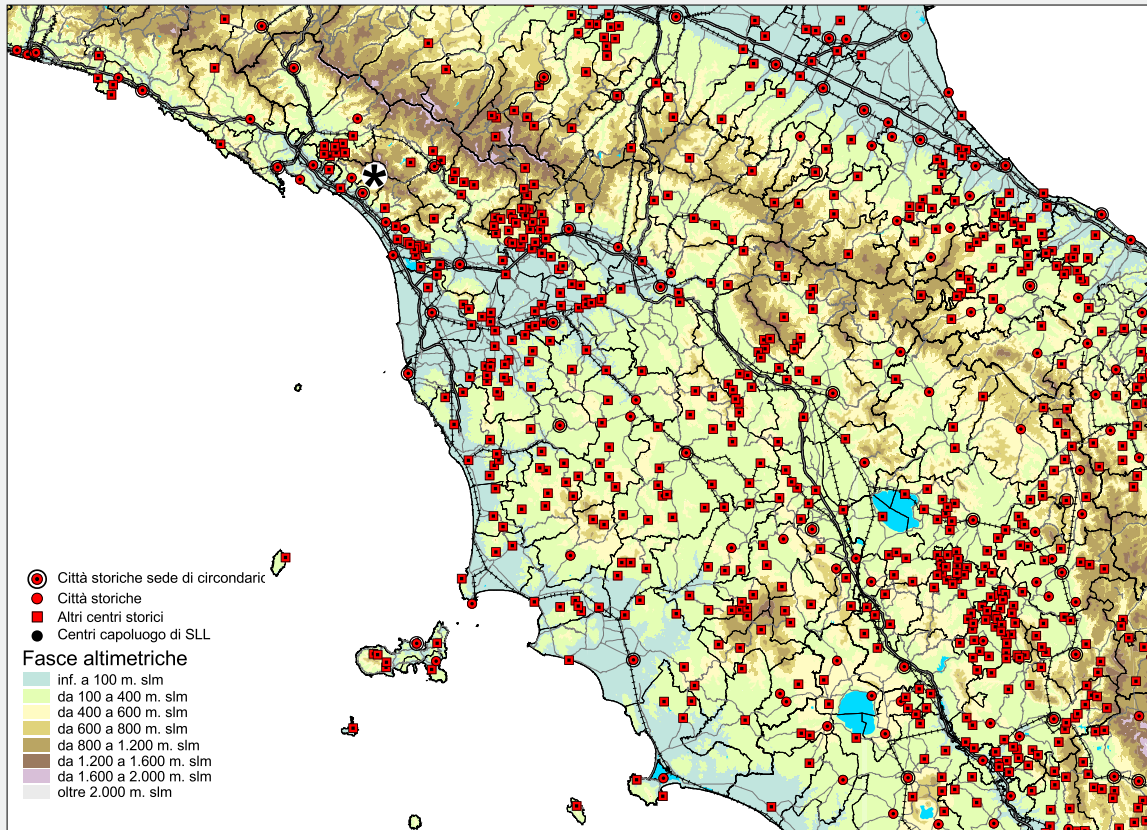 Città storiche sede di circondaric
Città storiche
Altri centri storici
Centri capoluogo di SLL
Fasce altimetriche
inf. a 100 m. slm
da 100 a 400 m. slm
da 400 a 600 m. slm
da 600 a 800 m. slm
da 800 a 1.200 m. slm
da 1.200 a 1.600 m. slm
da 1.600 a 2.000 m. slm
oltre 2.000 m. slm